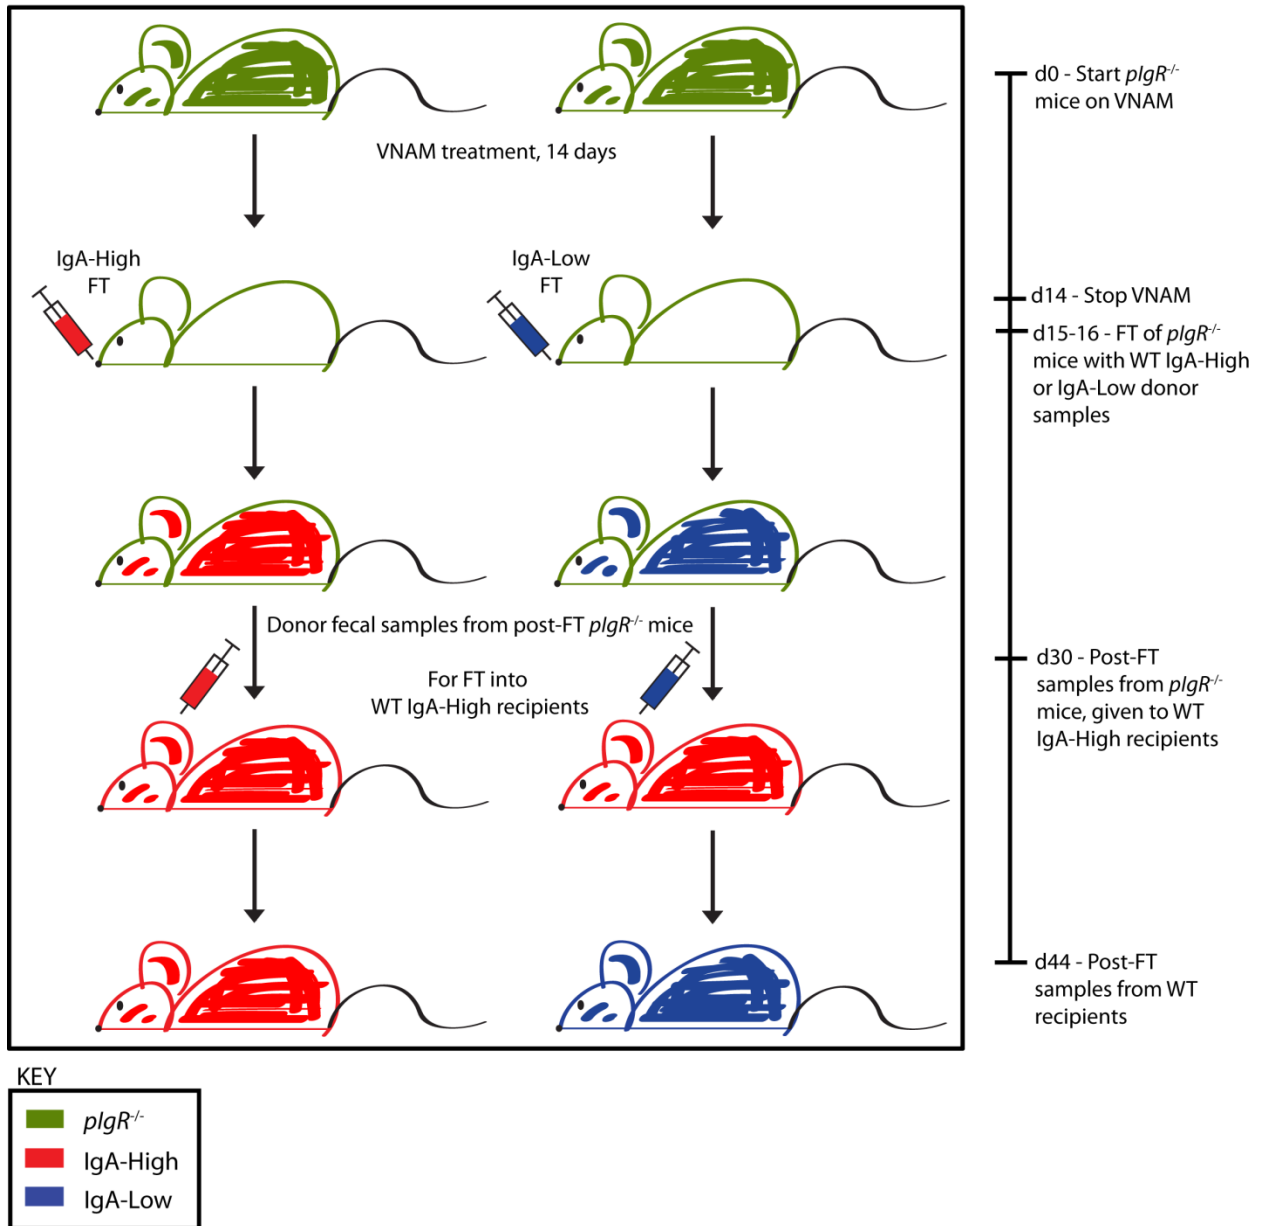 VNAM treatment, 14 days
IgA-High
FT
IgA-Low
FT
Donor fecal samples from post-FT pIgR-/- mice
For FT into
WT IgA-High recipients
d0 - Start pIgR-/-
mice on VNAM
d14 - Stop VNAM
d15-16 - FT of pIgR-/-
mice with WT IgA-High
or IgA-Low donor
samples
d30 - Post-FT
samples from pIgR-/-
mice, given to WT
IgA-High recipients
d44 - Post-FT
samples from WT
recipients
KEY
pIgR-/-
IgA-High
IgA-Low